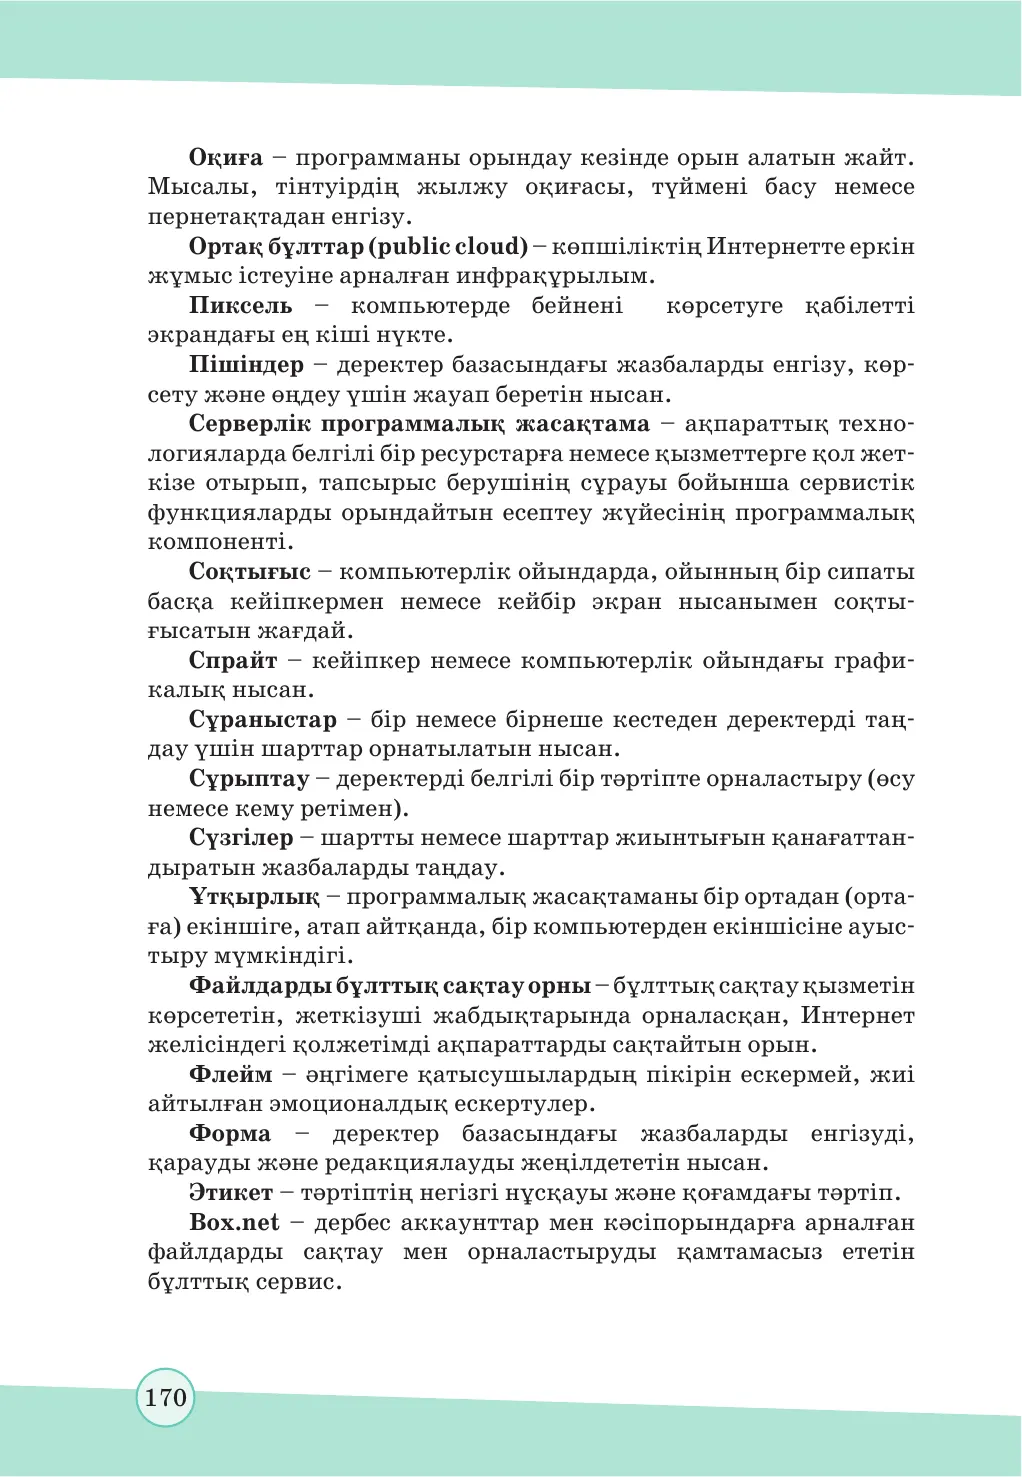 Оқиға – программаны орындау кезінде орын алатын жайт.
Мысалы, тінтуірдің жылжу оқиғасы, түймені басу немесе
пернетақтадан енгізу.
Ортақ бұлттар (public cloud) – көпшіліктің Интернетте еркін
жұмыс істеуіне арналған инфрақұрылым.
Пиксель – компьютерде бейнені көрсетуге қабілетті
экрандағы ең кіші нүкте.
Пішіндер – деректер базасындағы жазбаларды енгізу, көр-
сету және өңдеу үшін жауап беретін нысан.
Серверлік программалық жасақтама – ақпараттық техно-
логияларда белгілі бір ресурстарға немесе қызметтерге қол жет-
кізе отырып, тапсырыс берушінің сұрауы бойынша сервистік
функцияларды орындайтын есептеу жүйесінің программалық
компоненті.
Соқтығыс – компьютерлік ойындарда, ойынның бір сипаты
басқа кейіпкермен немесе кейбір экран нысанымен соқты-
ғысатын жағдай.
Спрайт – кейіпкер немесе компьютерлік ойындағы графи-
калық нысан.
Сұраныстар – бір немесе бірнеше кестеден деректерді таң-
дау үшін шарттар орнатылатын нысан.
Сұрыптау – деректерді белгілі бір тәртіпте орналастыру (өсу
немесе кему ретімен).
Сүзгілер – шартты немесе шарттар жиынтығын қанағаттан-
дыратын жазбаларды таңдау.
Ұтқырлық – программалық жасақтаманы бір ортадан (орта-
ға) екіншіге, атап айтқанда, бір компьютерден екіншісіне ауыс-
тыру мүмкіндігі.
Файлдарды бұлттық сақтау орны – бұлттық сақтау қызметін
көрсететін, жеткізуші жабдықтарында орналасқан, Интернет
желісіндегі қолжетімді ақпараттарды сақтайтын орын.
Флейм – әңгімеге қатысушылардың пікірін ескермей, жиі
айтылған эмоционалдық ескертулер.
Форма – деректер базасындағы жазбаларды енгізуді,
қарауды және редакциялауды жеңілдететін нысан.
Этикет – тәртіптің негізгі нұсқауы және қоғамдағы тәртіп.
Box.net – дербес аккаунттар мен кәсіпорындарға арналған
файлдарды сақтау мен орналастыруды қамтамасыз ететін
бұлттық сервис.
170